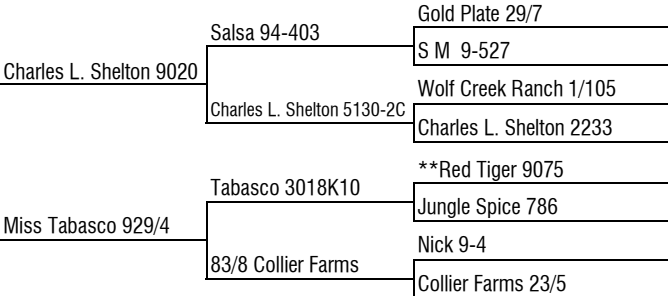 Gold Plate 29/7
Salsa 94-403
S M 9-527
Charles L. Shelton 9020
Wolf Creek Ranch 1/105
Charles L. Shelton 5130-2C
Charles L. Shelton 2233
**Red Tiger 9075
Tabasco 3018K10
Jungle Spice 786
Miss Tabasco 929/4
Nick 9-4
83/8 Collier Farms
Collier Farms 23/5